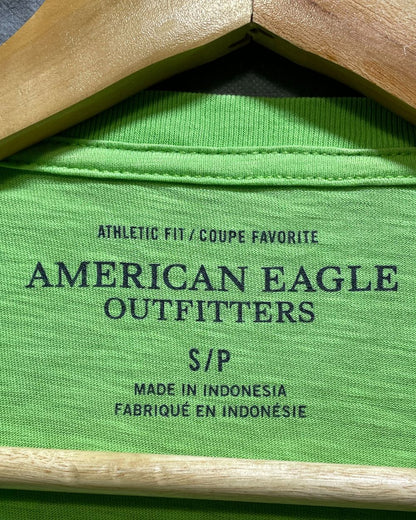 ATHLETIC FIT / COUPE FAVORITE
AMERICAN EAGLE
OUTFITTERS
S/P
MADE IN INDONESIA
FABRIQUÉ EN INDONÉSIE